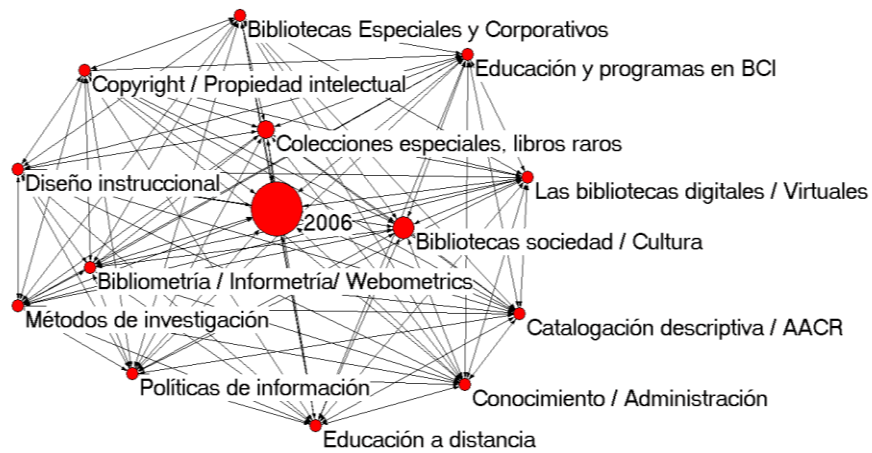 Bibliotecas Especiales y Corporativos
Educación y programas en BCI
Copyright / Propiedad intelectual
Colecciones especiales, libros raros
Diseño instruccional
Las bibliotecas digitales / Virtuales
2006
Bibliotecas sociedad / Cultura
Bibliometría / Informetría/ Webometrics
Métodos de investigación
Catalogación descriptiva / AACR
Políticas de información
Conocimiento / Administración
Educación a distancia